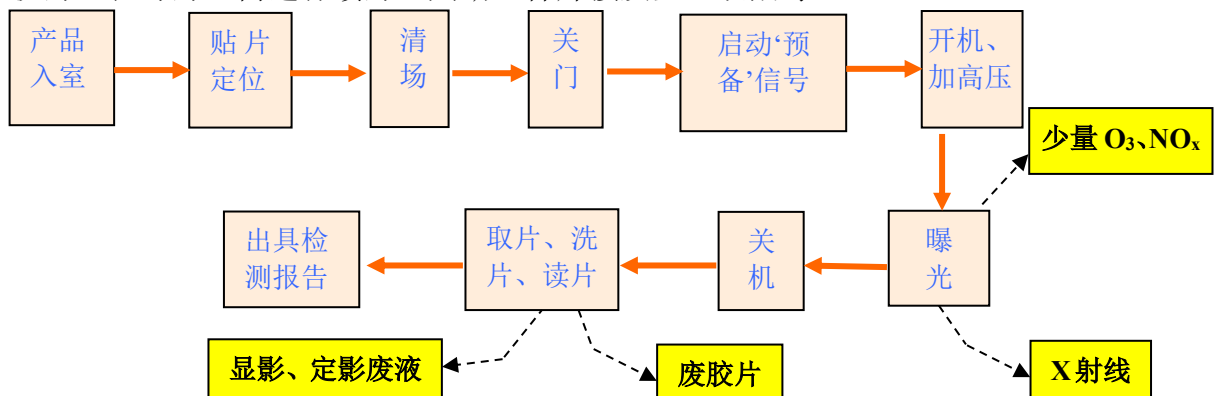 产品
入室
贴 片
定位
清
场
关
门
启动‘预
备’信号
开机、
加高压
少量 O₃、NOₓ
出具检
测报告
取片、洗
片、读片
关
机
曝
光
显影、定影废液
废胶片
X 射线